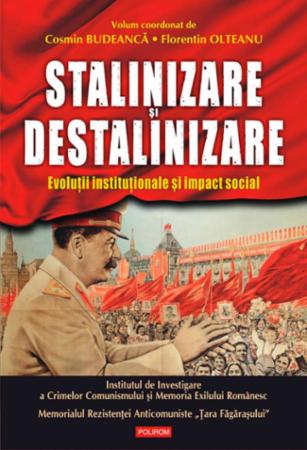 Volum coordonat de
Cosmin BUDEANCĂ • Florentin OLTEANU
STALINIZARE
ȘI
DESTALINIZARE
Evoluții instituționale și impact social
Institutul de Investigare
a Crimelor Comunismului și Memoria Exilului Românesc
Memorialul Rezistenței Anticomuniste „Țara Făgărașului”
POLIROM